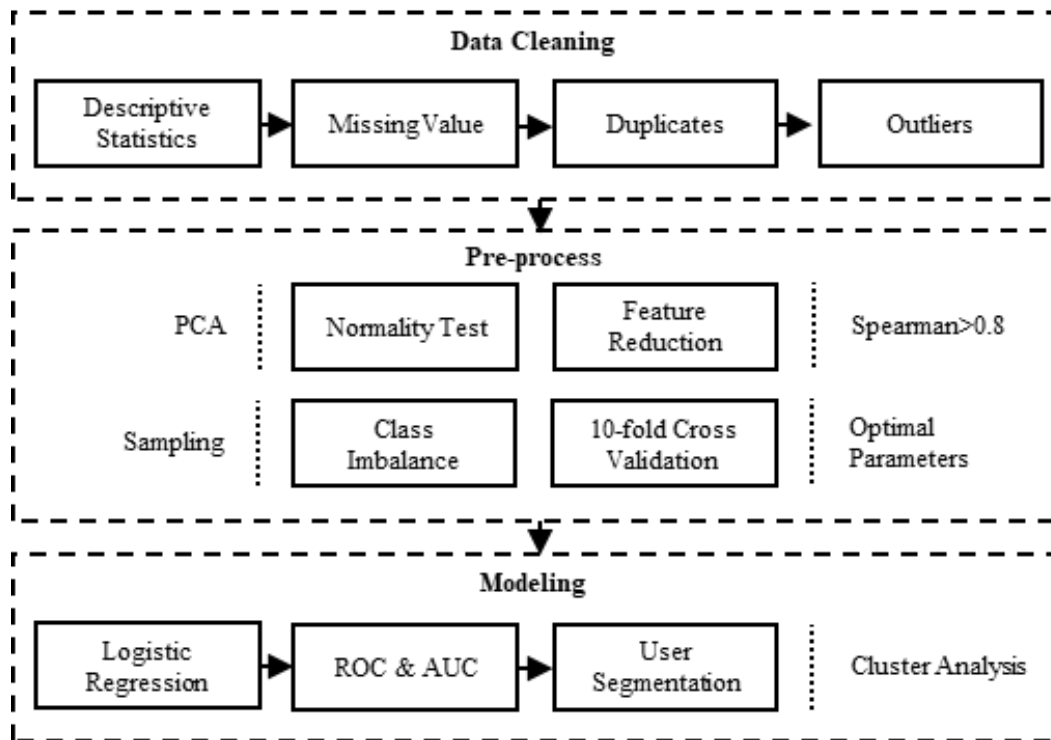 Data Cleaning
Descriptive
Statistics
Missing Value
Duplicates
Outliers
Pre-process
PCA
Normality Test
Feature
Reduction
Spearman>0.8
Sampling
Class
Imbalance
10-fold Cross
Validation
Optimal
Parameters
Modeling
Logistic
Regression
ROC & AUC
User
Segmentation
Cluster Analysis